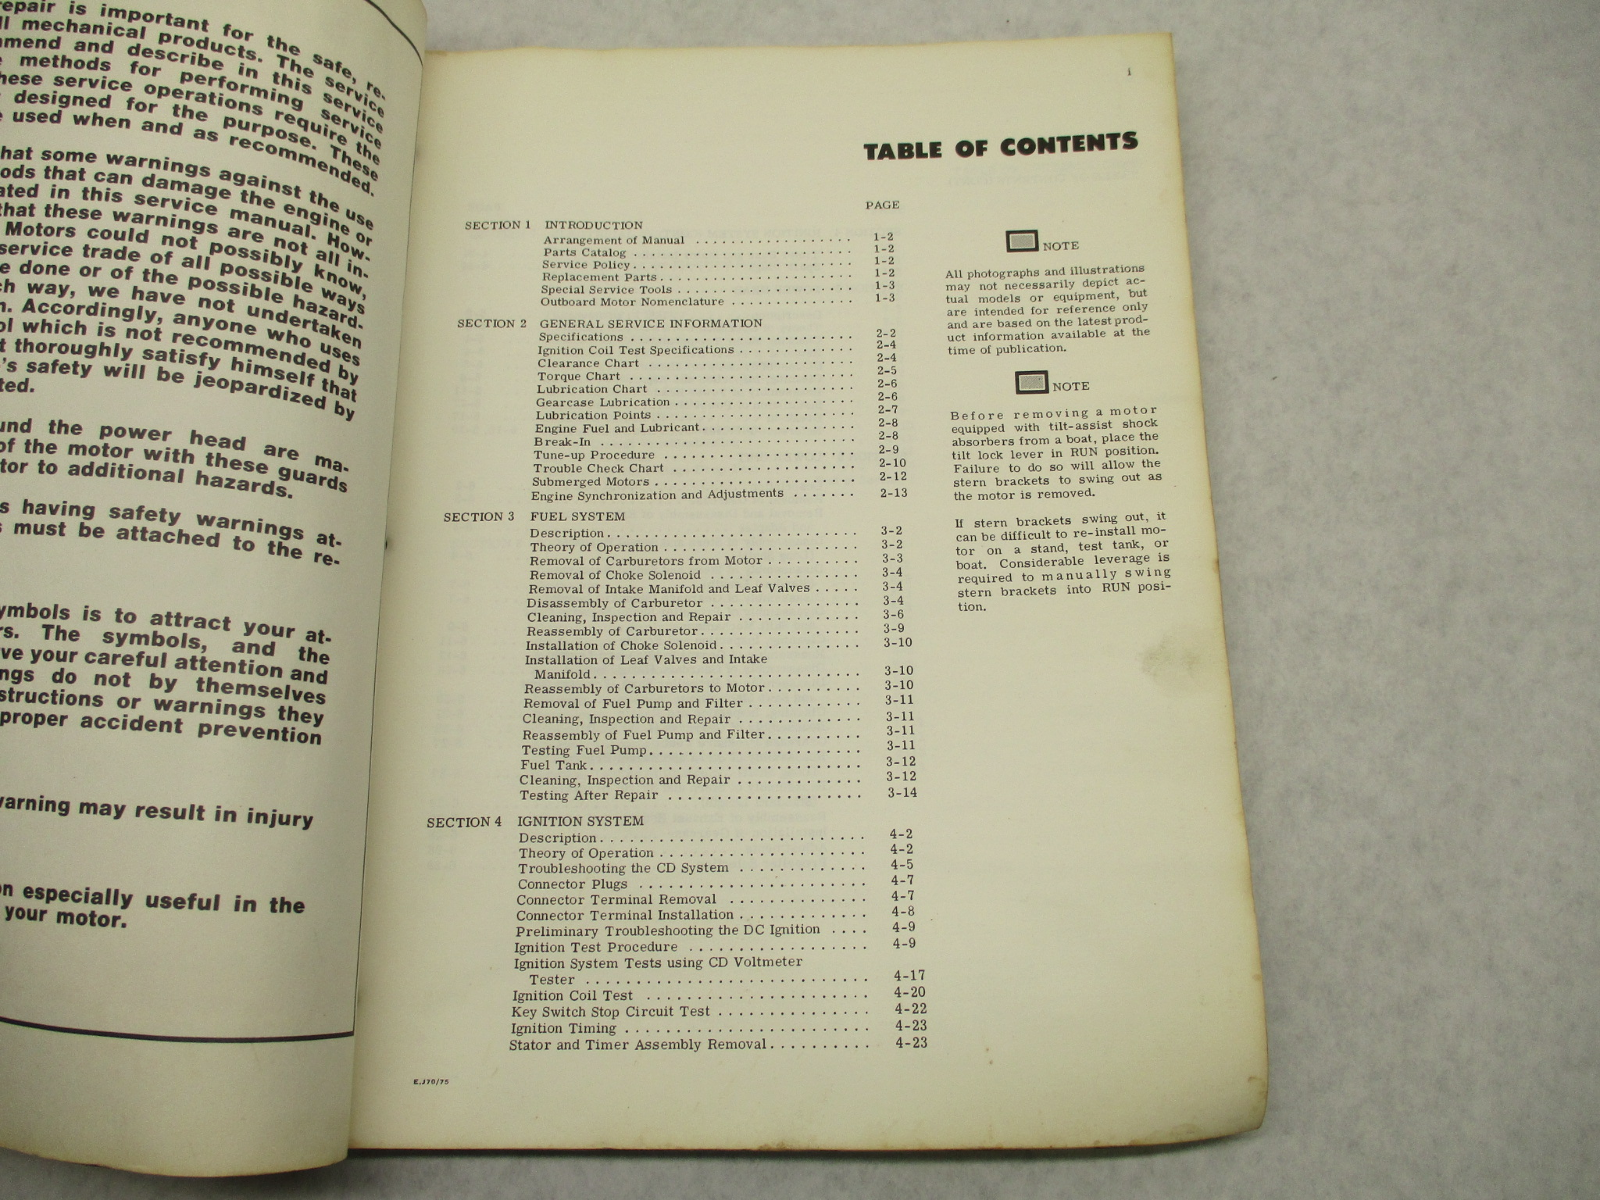 repair is important for the safe, re-
mechanical products. The service
and describe in this service
methods for performing service
these service operations require the
designed for the purpose. These
used when and as recommended.
that some warnings against the use
that can damage the engine or
in this service manual. How-
that these warnings are not all in-
Motors could not possibly know,
service trade of all possible ways
done or of the possible hazard-
way, we have not undertaken
Accordingly, anyone who uses
which is not recommended by
thoroughly satisfy himself that
safety will be jeopardized by
the power head are ma-
of the motor with these guards
to additional hazards.
having safety warnings at-
must be attached to the re-
symbols is to attract your at-
The symbols, and the
your careful attention and
do not by themselves
or warnings they
proper accident prevention
warning may result in injury
especially useful in the
your motor.
i
TABLE OF CONTENTS
PAGE
SECTION 1 INTRODUCTION
Arrangement of Manual . . . . . . . . . . . . . . . . . . 1-2
Parts Catalog . . . . . . . . . . . . . . . . . . . . . . . . 1-2
Service Policy . . . . . . . . . . . . . . . . . . . . . . . . 1-2
Replacement Parts . . . . . . . . . . . . . . . . . . . . . 1-2
Special Service Tools . . . . . . . . . . . . . . . . . . . 1-3
Outboard Motor Nomenclature . . . . . . . . . . . . . 1-3
SECTION 2 GENERAL SERVICE INFORMATION
Specifications . . . . . . . . . . . . . . . . . . . . . . . . 2-2
Ignition Coil Test Specifications . . . . . . . . . . . . 2-4
Clearance Chart . . . . . . . . . . . . . . . . . . . . . . 2-4
Torque Chart . . . . . . . . . . . . . . . . . . . . . . . . 2-5
Lubrication Chart . . . . . . . . . . . . . . . . . . . . . 2-6
Gearcase Lubrication . . . . . . . . . . . . . . . . . . . 2-6
Lubrication Points . . . . . . . . . . . . . . . . . . . . . 2-7
Engine Fuel and Lubricant . . . . . . . . . . . . . . . . 2-8
Break-In . . . . . . . . . . . . . . . . . . . . . . . . . . . 2-8
Tune-up Procedure . . . . . . . . . . . . . . . . . . . . 2-9
Trouble Check Chart . . . . . . . . . . . . . . . . . . . 2-10
Submerged Motors . . . . . . . . . . . . . . . . . . . . . 2-12
Engine Synchronization and Adjustments . . . . . . . 2-13
SECTION 3 FUEL SYSTEM
Description . . . . . . . . . . . . . . . . . . . . . . . . . . 3-2
Theory of Operation . . . . . . . . . . . . . . . . . . . . 3-2
Removal of Carburetors from Motor . . . . . . . . . . 3-3
Removal of Choke Solenoid . . . . . . . . . . . . . . . 3-4
Removal of Intake Manifold and Leaf Valves . . . . . 3-4
Disassembly of Carburetor . . . . . . . . . . . . . . . 3-4
Cleaning, Inspection and Repair . . . . . . . . . . . . 3-6
Reassembly of Carburetor . . . . . . . . . . . . . . . . 3-9
Installation of Choke Solenoid . . . . . . . . . . . . . . 3-10
Installation of Leaf Valves and Intake
Manifold . . . . . . . . . . . . . . . . . . . . . . . . . . . 3-10
Reassembly of Carburetors to Motor . . . . . . . . . . 3-10
Removal of Fuel Pump and Filter . . . . . . . . . . . . 3-11
Cleaning, Inspection and Repair . . . . . . . . . . . . 3-11
Reassembly of Fuel Pump and Filter . . . . . . . . . . 3-11
Testing Fuel Pump . . . . . . . . . . . . . . . . . . . . . 3-11
Fuel Tank . . . . . . . . . . . . . . . . . . . . . . . . . . . 3-12
Cleaning, Inspection and Repair . . . . . . . . . . . . 3-12
Testing After Repair . . . . . . . . . . . . . . . . . . . . 3-14
SECTION 4 IGNITION SYSTEM
Description . . . . . . . . . . . . . . . . . . . . . . . . . . 4-2
Theory of Operation . . . . . . . . . . . . . . . . . . . . 4-2
Troubleshooting the CD System . . . . . . . . . . . . 4-5
Connector Plugs . . . . . . . . . . . . . . . . . . . . . . 4-7
Connector Terminal Removal . . . . . . . . . . . . . 4-7
Connector Terminal Installation . . . . . . . . . . . . 4-8
Preliminary Troubleshooting the DC Ignition . . . . 4-9
Ignition Test Procedure . . . . . . . . . . . . . . . . . 4-9
Ignition System Tests using CD Voltmeter
Tester . . . . . . . . . . . . . . . . . . . . . . . . . . . . 4-17
Ignition Coil Test . . . . . . . . . . . . . . . . . . . . . 4-20
Key Switch Stop Circuit Test . . . . . . . . . . . . . . 4-22
Ignition Timing . . . . . . . . . . . . . . . . . . . . . . . 4-23
Stator and Timer Assembly Removal . . . . . . . . . . 4-23
E,J70/75
NOTE
All photographs and illustrations
may not necessarily depict ac-
tual models or equipment, but
are intended for reference only
and are based on the latest prod-
uct information available at the
time of publication.
NOTE
Before removing a motor
equipped with tilt-assist shock
absorbers from a boat, place the
tilt lock lever in RUN position.
Failure to do so will allow the
stern brackets to swing out as
the motor is removed.
If stern brackets swing out, it
can be difficult to re-install mo-
tor on a stand, test tank, or
boat. Considerable leverage is
required to manually swing
stern brackets into RUN posi-
tion.